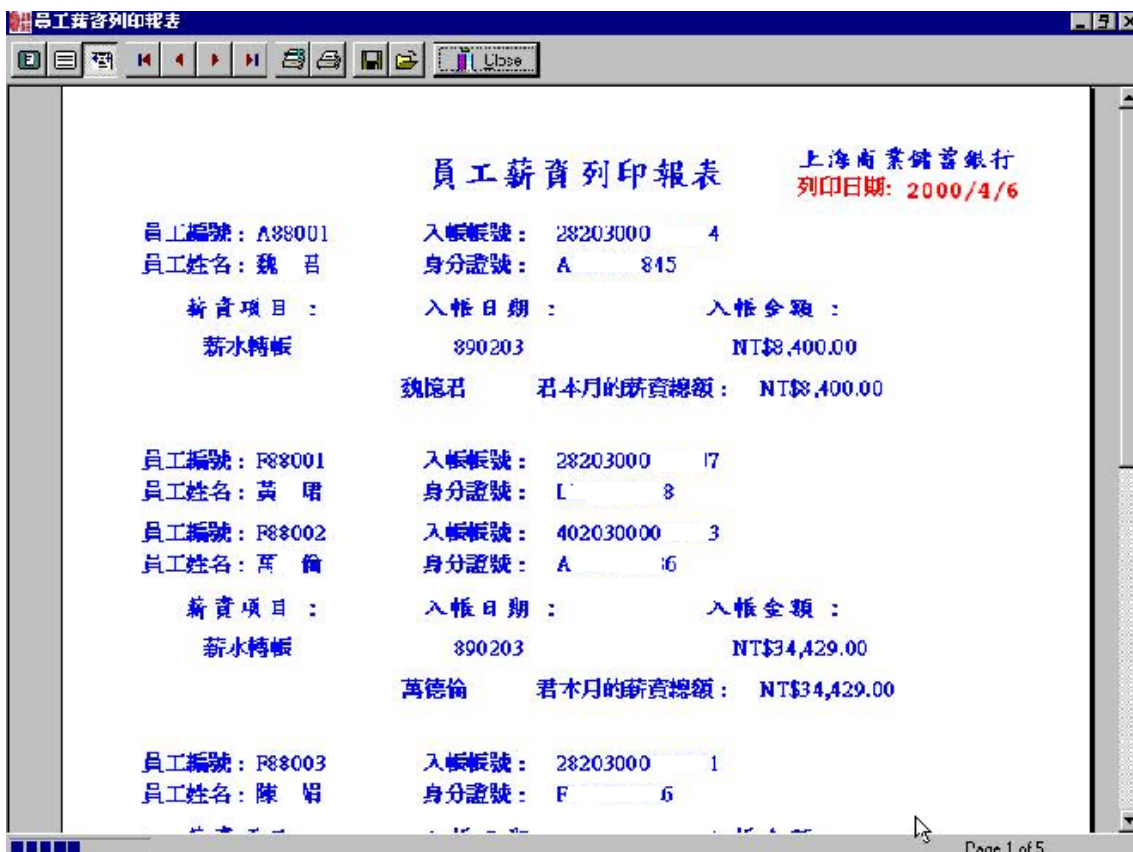 員工薪資列印報表
Close
員工薪資列印報表
上海商業儲蓄銀行
列印日期: 2000/4/6
員工編號: A88001 入帳帳號: 28203000 4
員工姓名: 魏 君 身分證號: A 845
薪資項目 : 入帳日期 : 入帳金額 :
薪水轉帳 890203 NT$8,400.00
魏憶君 君本月的薪資總額: NT$8,400.00
員工編號: F88001 入帳帳號: 28203000 7
員工姓名: 黃 珺 身分證號: 8
員工編號: F88002 入帳帳號: 402030000 3
員工姓名: 萬 倫 身分證號: A 6
薪資項目 : 入帳日期 : 入帳金額 :
薪水轉帳 890203 NT$34,429.00
萬德倫 君本月的薪資總額: NT$34,429.00
員工編號: F88003 入帳帳號: 28203000 1
員工姓名: 陳 娟 身分證號: F 6
Page 1 of 5